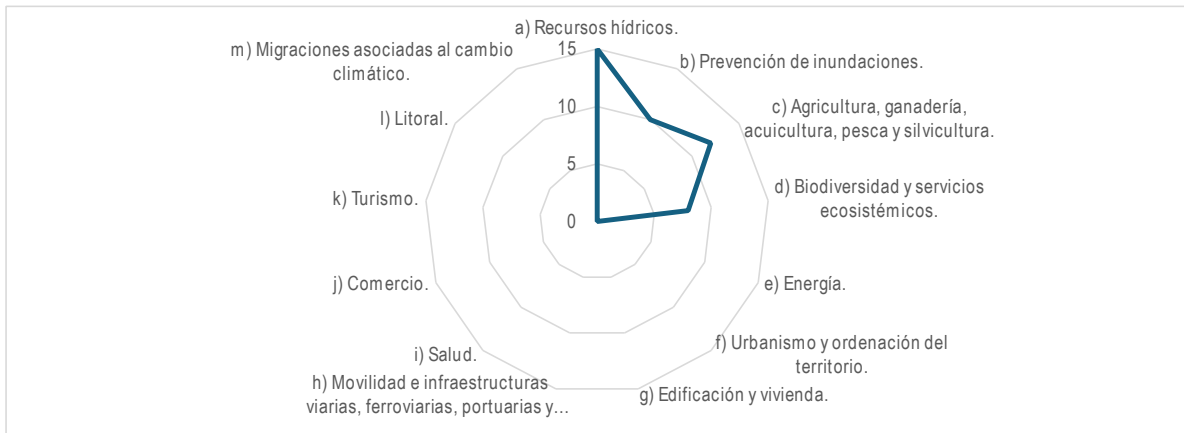 a) Recursos hídricos.
15
b) Prevención de inundaciones.
10
c) Agricultura, ganadería,
acuicultura, pesca y silvicultura.
5
d) Biodiversidad y servicios
ecosistémicos.
0
e) Energía.
f) Urbanismo y ordenación del
territorio.
g) Edificación y vivienda.
h) Movilidad e infraestructuras
viarias, ferroviarias, portuarias y...
i) Salud.
j) Comercio.
k) Turismo.
l) Litoral.
m) Migraciones asociadas al cambio
climático.